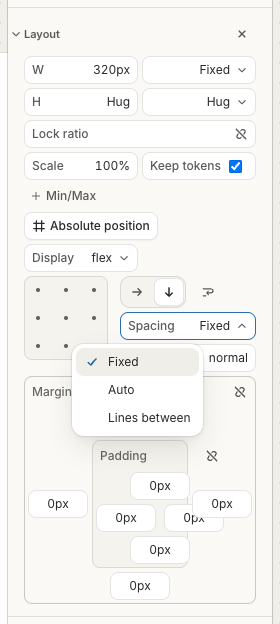 Layout
W 320px Fixed
H Hug Hug
Lock ratio
Scale 100% Keep tokens
Min/Max
Absolute position
Display flex
Spacing Fixed
normal
Fixed
Auto
Lines between
Margin
Padding
0px
0px 0px 0px 0px
0px
0px